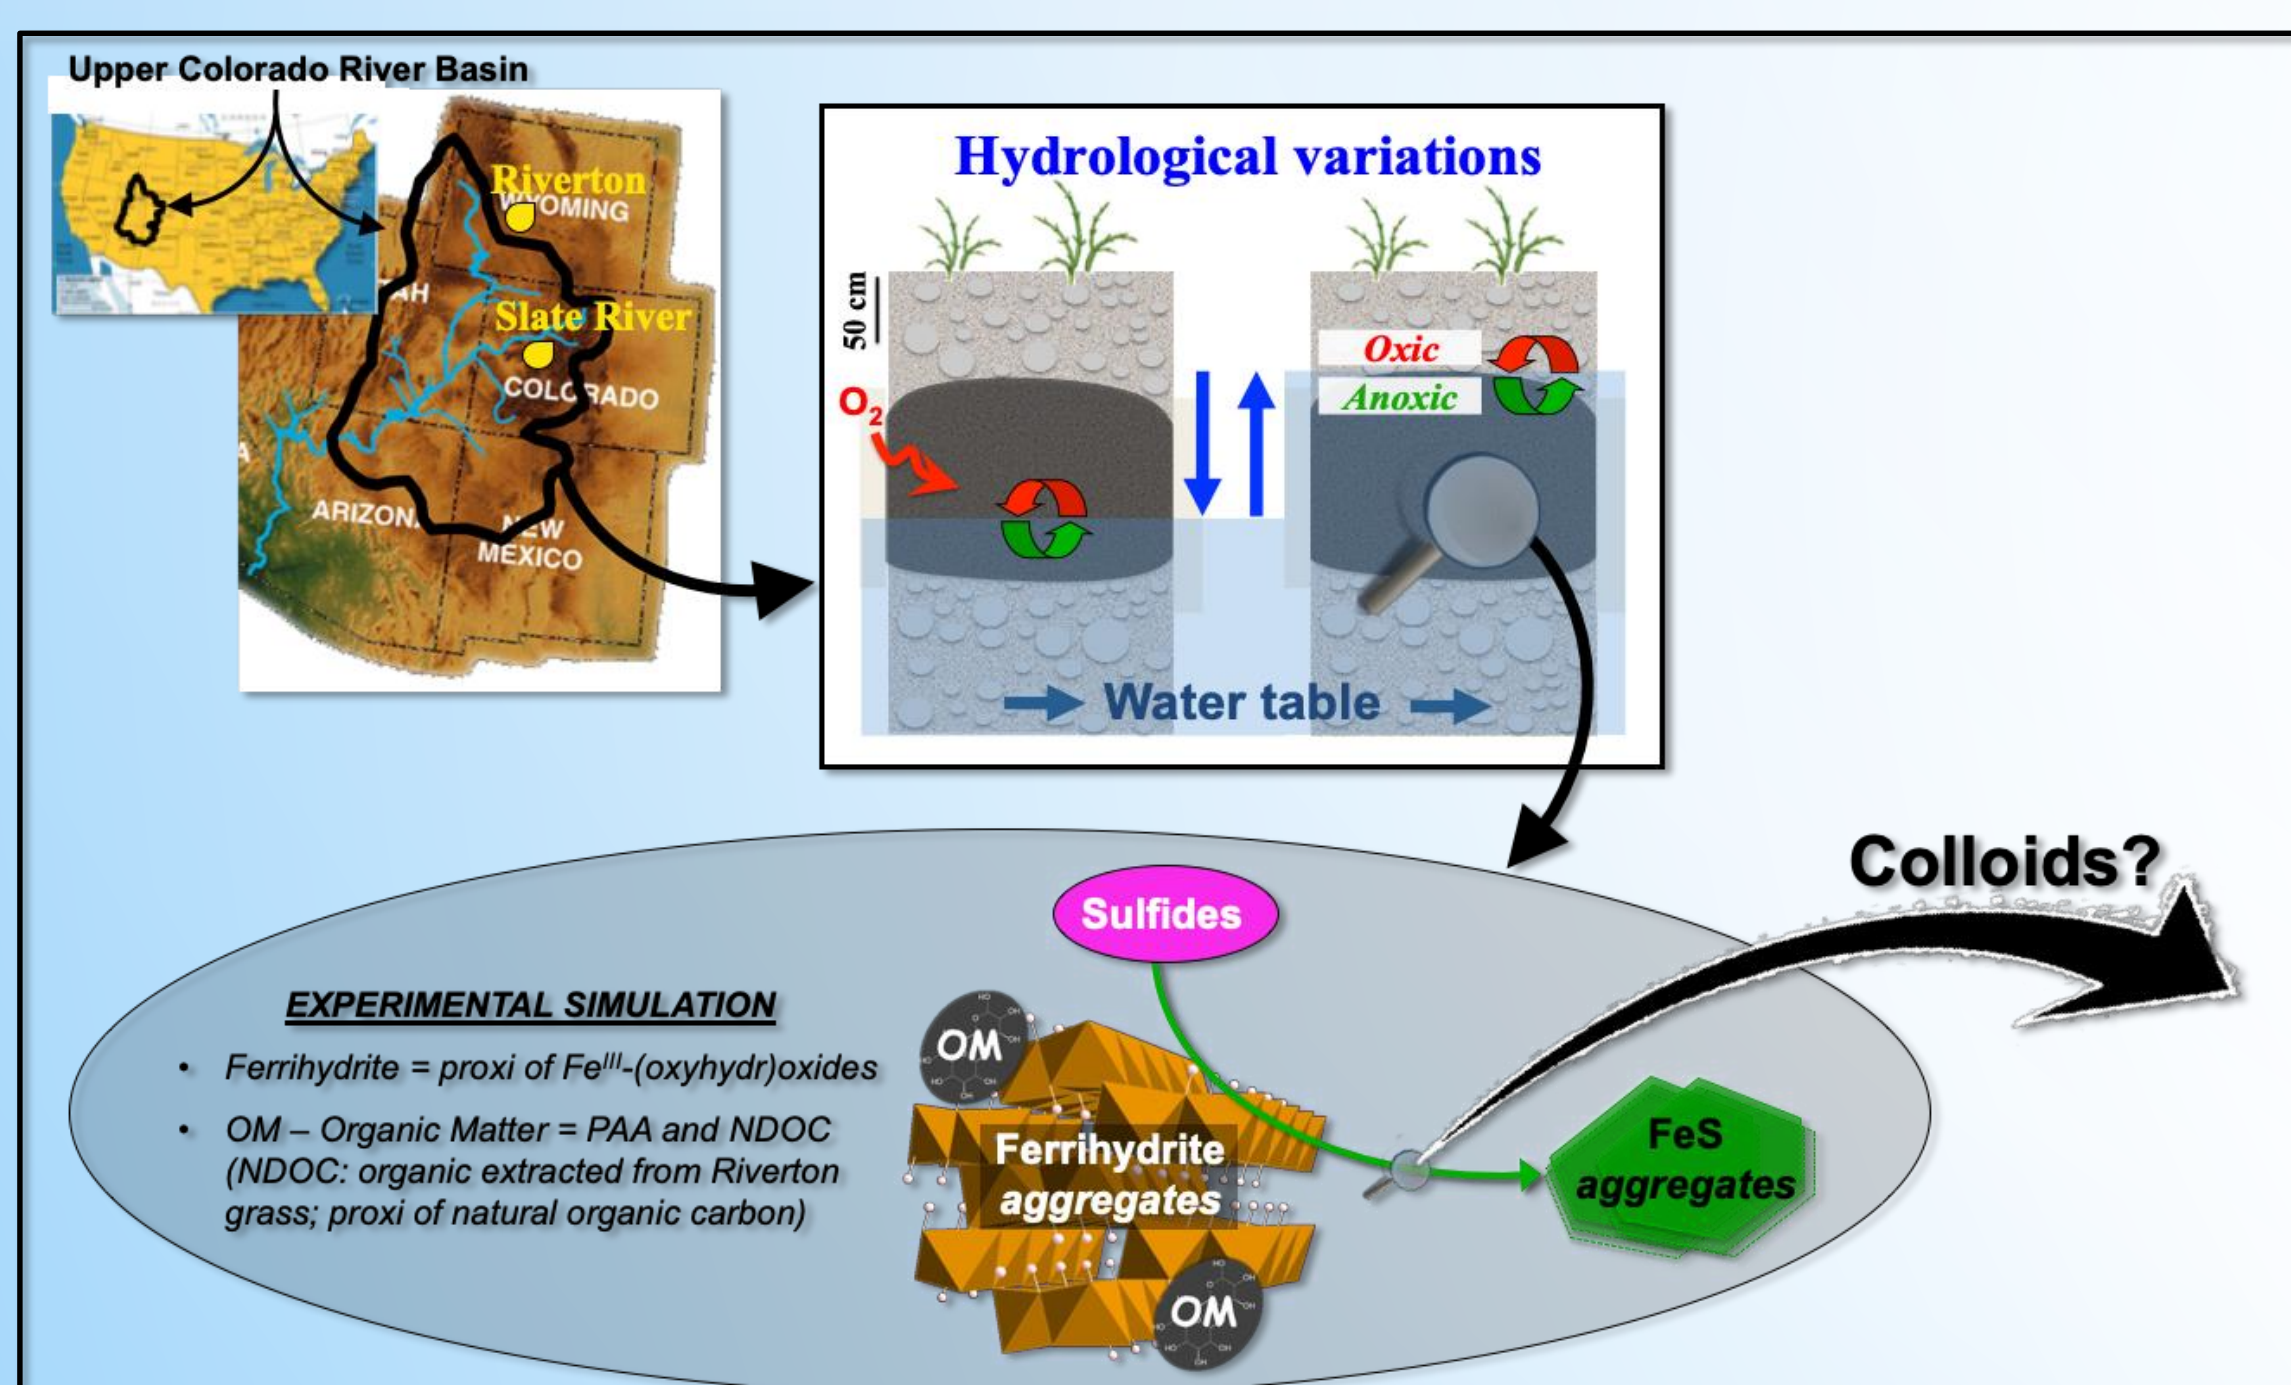 Upper Colorado River Basin
Riverton
WYOMING
AH
Slate River
COLORADO
A
ARIZONA
NEW
MEXICO
Hydrological variations
50 cm
O₂
Oxic
Anoxic
Water table
Colloids?
Sulfides
EXPERIMENTAL SIMULATION
• Ferrihydrite = proxi of Feᴵᴵᴵ-(oxyhydr)oxides
• OM – Organic Matter = PAA and NDOC
(NDOC: organic extracted from Riverton
grass; proxi of natural organic carbon)
OM
Ferrihydrite
aggregates
OM
FeS
aggregates